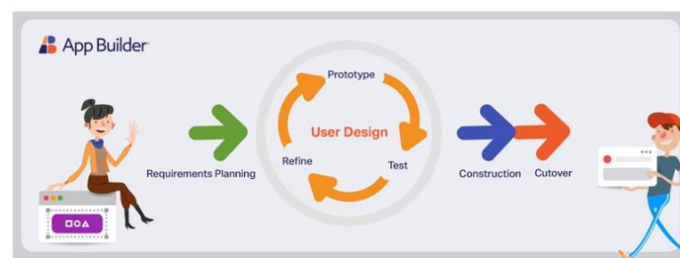 App Builder
Prototype
User Design
Refine
Test
Requirements Planning
Construction
Cutover